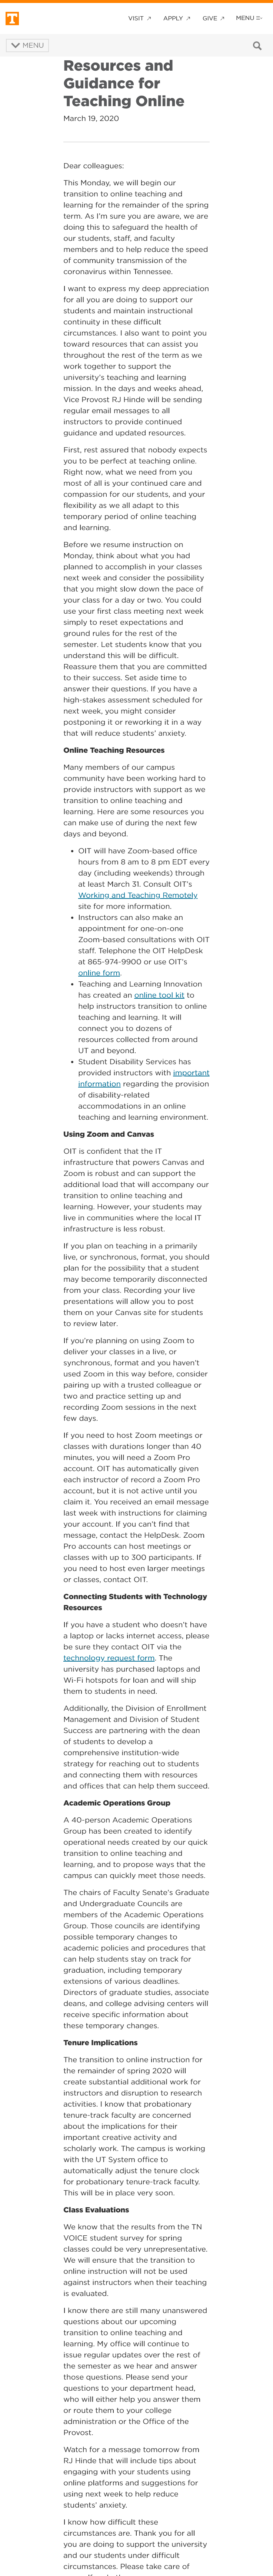 T
VISIT ↗ APPLY ↗ GIVE ↗ MENU
MENU
Resources and
Guidance for
Teaching Online
March 19, 2020
Dear colleagues:
This Monday, we will begin our
transition to online teaching and
learning for the remainder of the spring
term. As I'm sure you are aware, we are
doing this to safeguard the health of
our students, staff, and faculty
members and to help reduce the speed
of community transmission of the
coronavirus within Tennessee.
I want to express my deep appreciation
for all you are doing to support our
students and maintain instructional
continuity in these difficult
circumstances. I also want to point you
toward resources that can assist you
throughout the rest of the term as we
work together to support the
university's teaching and learning
mission. In the days and weeks ahead,
Vice Provost RJ Hinde will be sending
regular email messages to all
instructors to provide continued
guidance and updated resources.
First, rest assured that nobody expects
you to be perfect at teaching online.
Right now, what we need from you
most of all is your continued care and
compassion for our students, and your
flexibility as we all adapt to this
temporary period of online teaching
and learning.
Before we resume instruction on
Monday, think about what you had
planned to accomplish in your classes
next week and consider the possibility
that you might slow down the pace of
your class for a day or two. You could
use your first class meeting next week
simply to reset expectations and
ground rules for the rest of the
semester. Let students know that you
understand this will be difficult.
Reassure them that you are committed
to their success. Set aside time to
answer their questions. If you have a
high-stakes assessment scheduled for
next week, you might consider
postponing it or reworking it in a way
that will reduce students' anxiety.
Online Teaching Resources
Many members of our campus
community have been working hard to
provide instructors with support as we
transition to online teaching and
learning. Here are some resources you
can make use of during the next few
days and beyond.
• OIT will have Zoom-based office
hours from 8 am to 8 pm EDT every
day (including weekends) through
at least March 31. Consult OIT's
Working and Teaching Remotely
site for more information.
• Instructors can also make an
appointment for one-on-one
Zoom-based consultations with OIT
staff. Telephone the OIT HelpDesk
at 865-974-9900 or use OIT's
online form.
• Teaching and Learning Innovation
has created an online tool kit to
help instructors transition to online
teaching and learning. It will
connect you to dozens of
resources collected from around
UT and beyond.
• Student Disability Services has
provided instructors with important
information regarding the provision
of disability-related
accommodations in an online
teaching and learning environment.
Using Zoom and Canvas
OIT is confident that the IT
infrastructure that powers Canvas and
Zoom is robust and can support the
additional load that will accompany our
transition to online teaching and
learning. However, your students may
live in communities where the local IT
infrastructure is less robust.
If you plan on teaching in a primarily
live, or synchronous, format, you should
plan for the possibility that a student
may become temporarily disconnected
from your class. Recording your live
presentations will allow you to post
them on your Canvas site for students
to review later.
If you're planning on using Zoom to
deliver your classes in a live, or
synchronous, format and you haven't
used Zoom in this way before, consider
pairing up with a trusted colleague or
two and practice setting up and
recording Zoom sessions in the next
few days.
If you need to host Zoom meetings or
classes with durations longer than 40
minutes, you will need a Zoom Pro
account. OIT has automatically given
each instructor of record a Zoom Pro
account, but it is not active until you
claim it. You received an email message
last week with instructions for claiming
your account. If you can't find that
message, contact the HelpDesk. Zoom
Pro accounts can host meetings or
classes with up to 300 participants. If
you need to host even larger meetings
or classes, contact OIT.
Connecting Students with Technology
Resources
If you have a student who doesn't have
a laptop or lacks internet access, please
be sure they contact OIT via the
technology request form. The
university has purchased laptops and
Wi-Fi hotspots for loan and will ship
them to students in need.
Additionally, the Division of Enrollment
Management and Division of Student
Success are partnering with the dean
of students to develop a
comprehensive institution-wide
strategy for reaching out to students
and connecting them with resources
and offices that can help them succeed.
Academic Operations Group
A 40-person Academic Operations
Group has been created to identify
operational needs created by our quick
transition to online teaching and
learning, and to propose ways that the
campus can quickly meet those needs.
The chairs of Faculty Senate's Graduate
and Undergraduate Councils are
members of the Academic Operations
Group. Those councils are identifying
possible temporary changes to
academic policies and procedures that
can help students stay on track for
graduation, including temporary
extensions of various deadlines.
Directors of graduate studies, associate
deans, and college advising centers will
receive specific information about
these temporary changes.
Tenure Implications
The transition to online instruction for
the remainder of spring 2020 will
create substantial additional work for
instructors and disruption to research
activities. I know that probationary
tenure-track faculty are concerned
about the implications for their
important creative activity and
scholarly work. The campus is working
with the UT System office to
automatically adjust the tenure clock
for probationary tenure-track faculty.
This will be in place very soon.
Class Evaluations
We know that the results from the TN
VOICE student survey for spring
classes could be very unrepresentative.
We will ensure that the transition to
online instruction will not be used
against instructors when their teaching
is evaluated.
I know there are still many unanswered
questions about our upcoming
transition to online teaching and
learning. My office will continue to
issue regular updates over the rest of
the semester as we hear and answer
those questions. Please send your
questions to your department head,
who will either help you answer them
or route them to your college
administration or the Office of the
Provost.
Watch for a message tomorrow from
RJ Hinde that will include tips about
engaging with your students using
online platforms and suggestions for
using next week to help reduce
students' anxiety.
I know how difficult these
circumstances are. Thank you for all
you are doing to support the university
and our students under difficult
circumstances. Please take care of